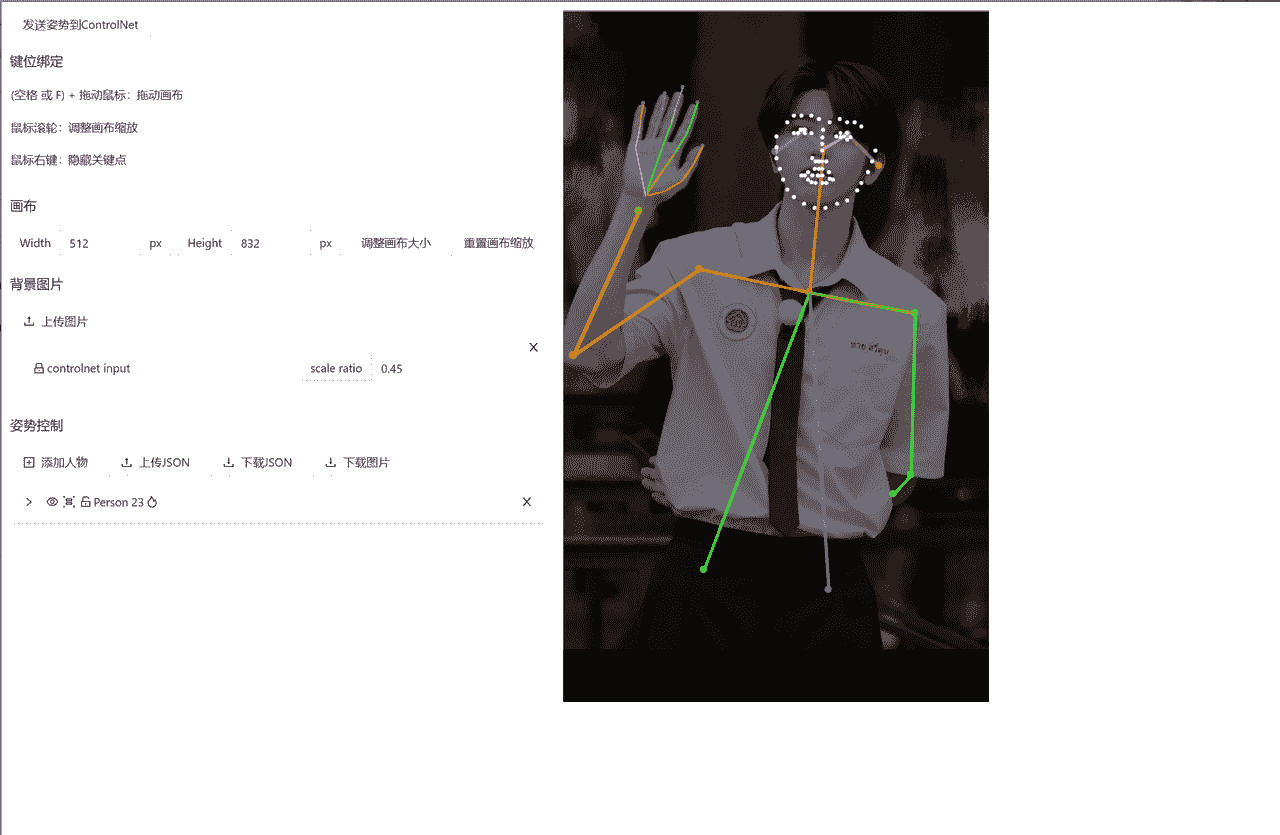 发送姿势到ControlNet
键位绑定
(空格 或 F) + 拖动鼠标: 拖动画布
鼠标滚轮: 调整画布缩放
鼠标右键: 隐藏关键点
画布
Width 512 px Height 832 px 调整画布大小 重置画布缩放
背景图片
上传图片
controlnet input scale ratio 0.45
姿势控制
添加人物 上传JSON 下载JSON 下载图片
Person 23